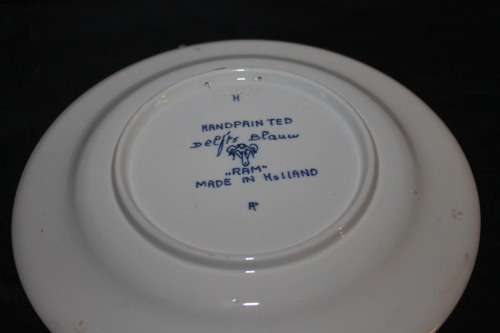 H
HANDPAINTED
Delfts Blauw
„RAM"
MADE IN HOLLAND